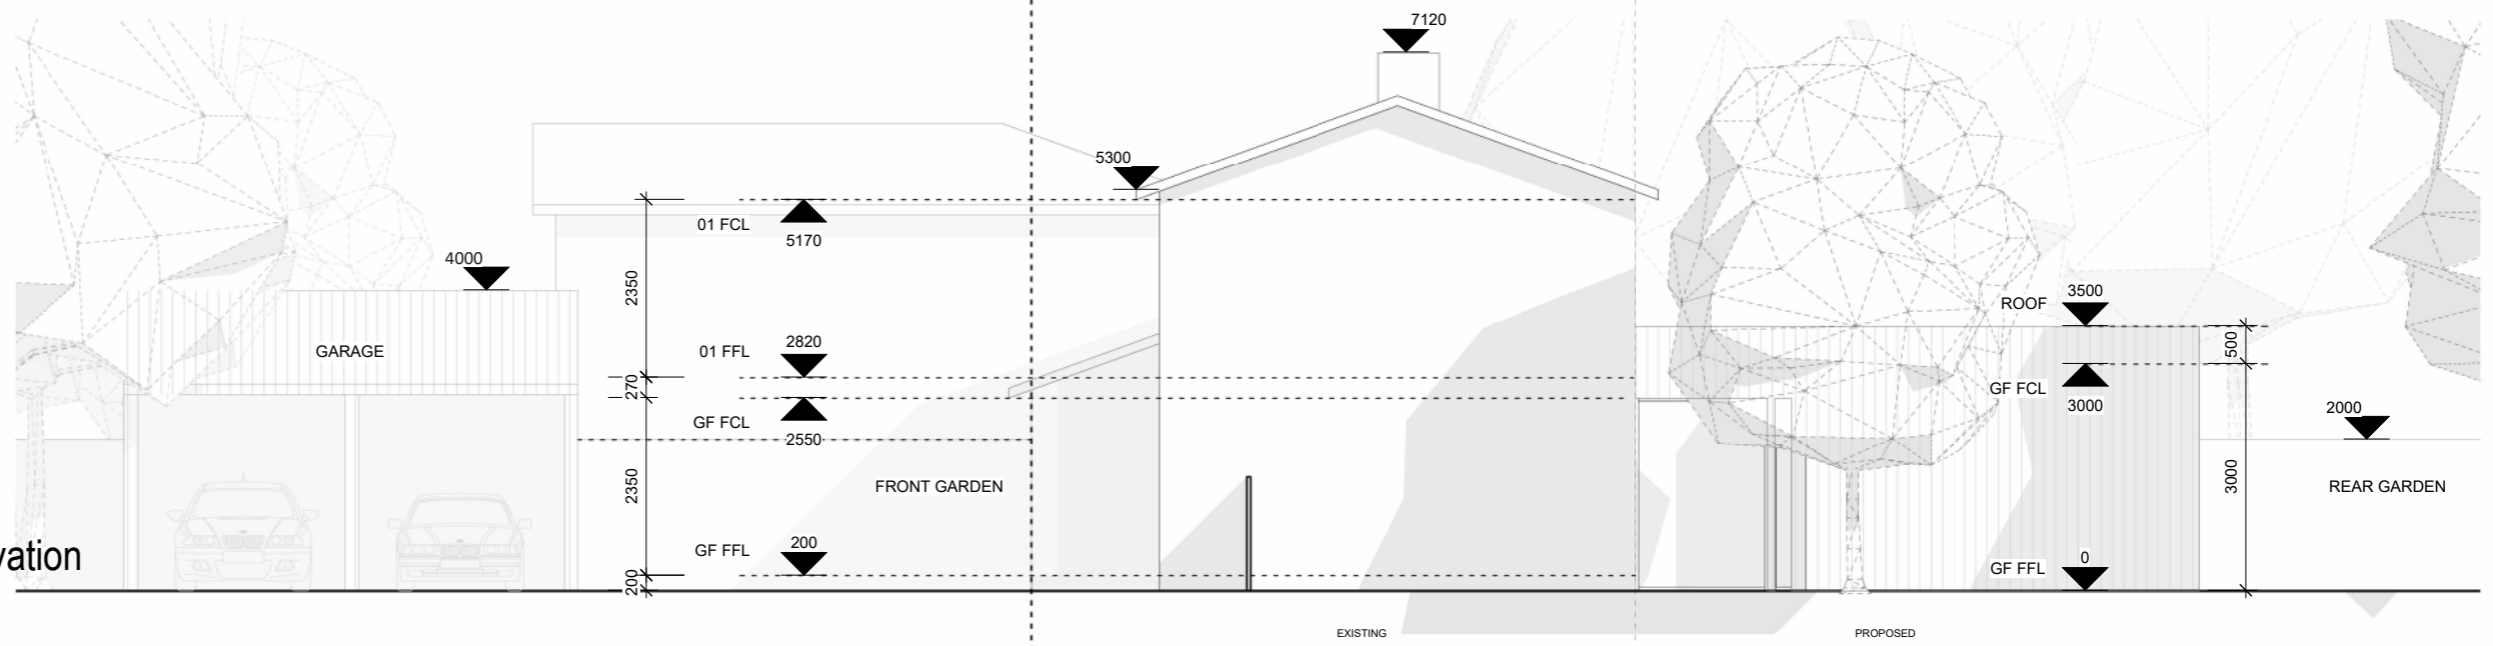 7120
5300
01 FCL
5170
4000
2350
ROOF
3500
GARAGE
01 FFL
2820
500
270
GF FCL
3000
GF FCL
2550
2000
2350
FRONT GARDEN
3000
REAR GARDEN
vation
GF FFL
200
GF FFL
0
200
EXISTING
PROPOSED